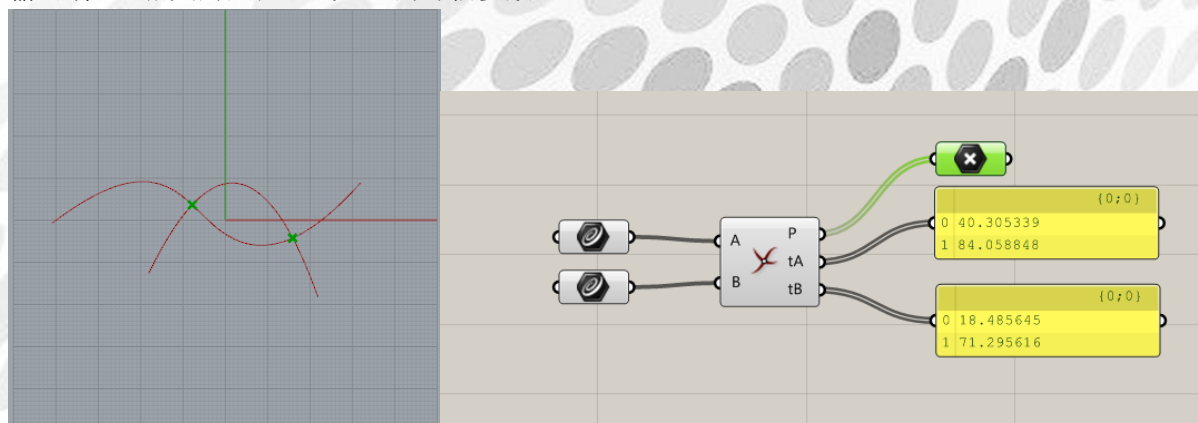 {0;0}
0 40.305339
1 84.058848
A
B
P
tA
tB
{0;0}
0 18.485645
1 71.295616